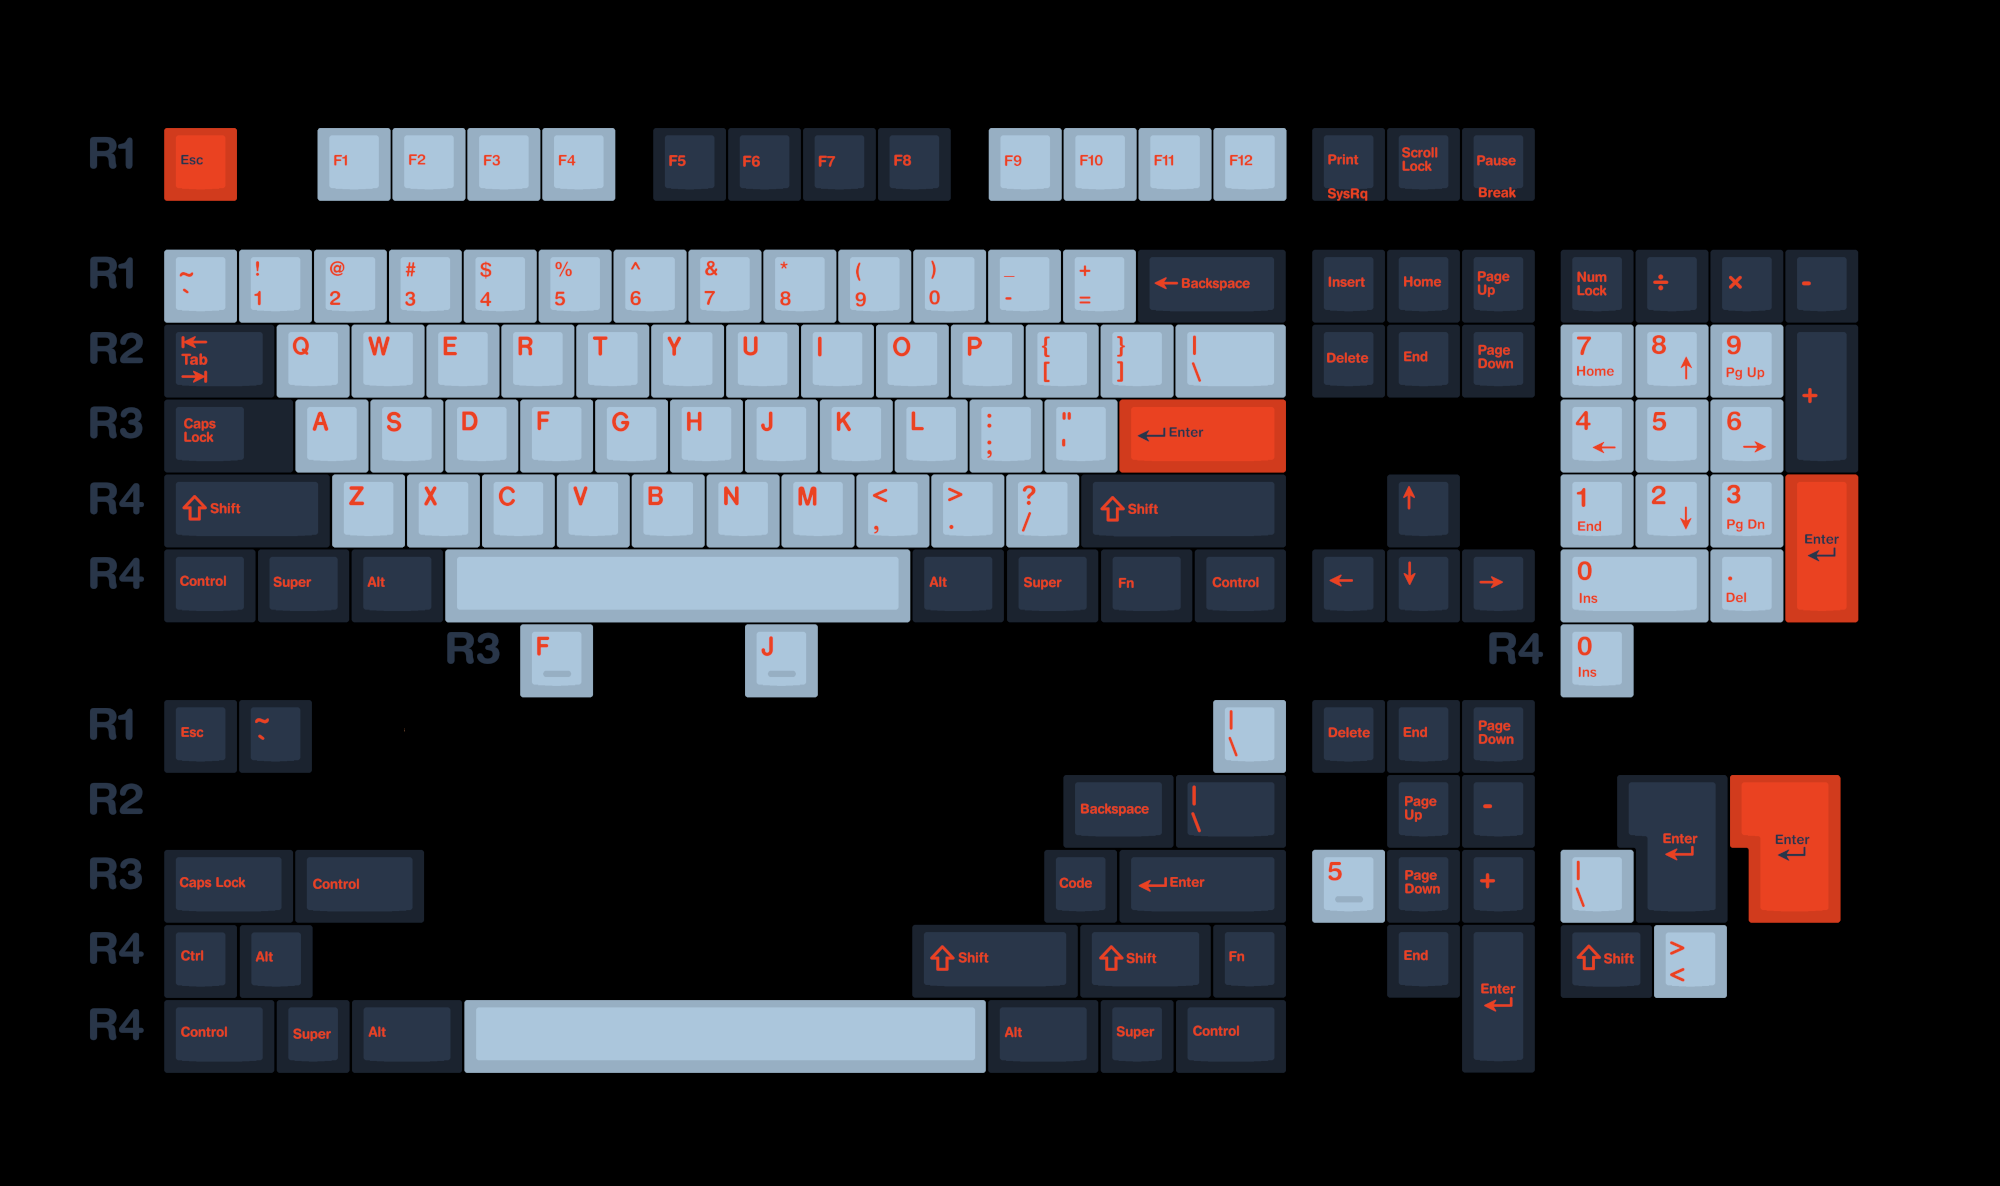 R1 Esc F1 F2 F3 F4 F5 F6 F7 F8 F9 F10 F11 F12 Print Scroll Pause
Lock
SysRq Break
R1 ~ ! @ # $ % ^ & * ( ) _ + ← Backspace Insert Home Page Num ÷ × -
` 1 2 3 4 5 6 7 8 9 0 - = Up Lock
R2 Tab Q W E R T Y U I O P { } | Delete End Page 7 8 9 +
[ ] \ Down Home ↑ Pg Up
R3 Caps A S D F G H J K L : " Enter 4 5 6
Lock ; ' ← →
R4 Shift Z X C V B N M < > ? Shift ↑ 1 2 3 Enter
, . / End ↓ Pg Dn
R4 Control Super Alt Alt Super Fn Control ← ↓ → 0 .
Ins Del
R3 F J R4 0
Ins
R1 Esc ~ | Delete End Page
` \ Down
R2 Backspace | Page - Enter Enter
\ Up
R3 Caps Lock Control Code Enter 5 Page + |
Down \
R4 Ctrl Alt Shift Shift Fn End Enter Shift >
<
R4 Control Super Alt Alt Super Control